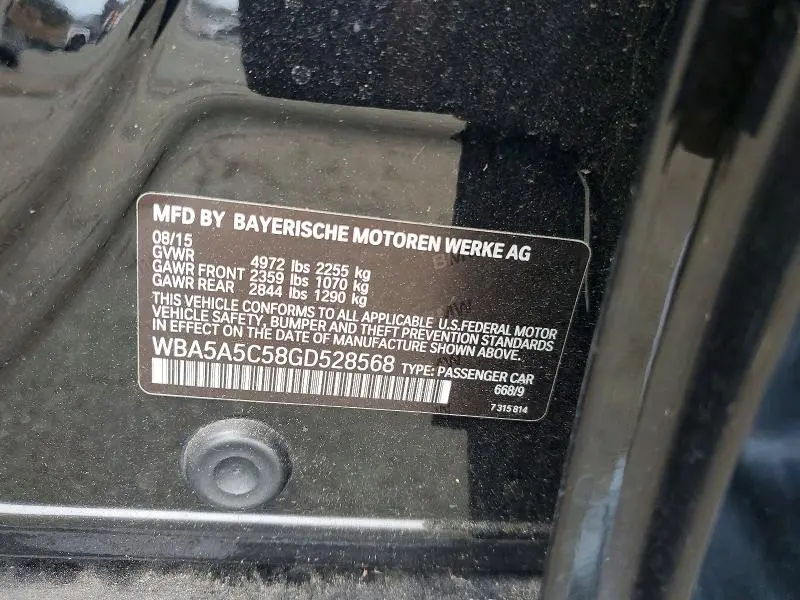 MFD BY BAYERISCHE MOTOREN WERKE AG
08/15
GVWR 4972 lbs 2255 kg
GAWR FRONT 2359 lbs 1070 kg
GAWR REAR 2844 lbs 1290 kg
THIS VEHICLE CONFORMS TO ALL APPLICABLE U.S.FEDERAL MOTOR
VEHICLE SAFETY, BUMPER AND THEFT PREVENTION STANDARDS
IN EFFECT ON THE DATE OF MANUFACTURE SHOWN ABOVE.
WBA5A5C58GD528568 TYPE: PASSENGER CAR
668/9
7 315 814